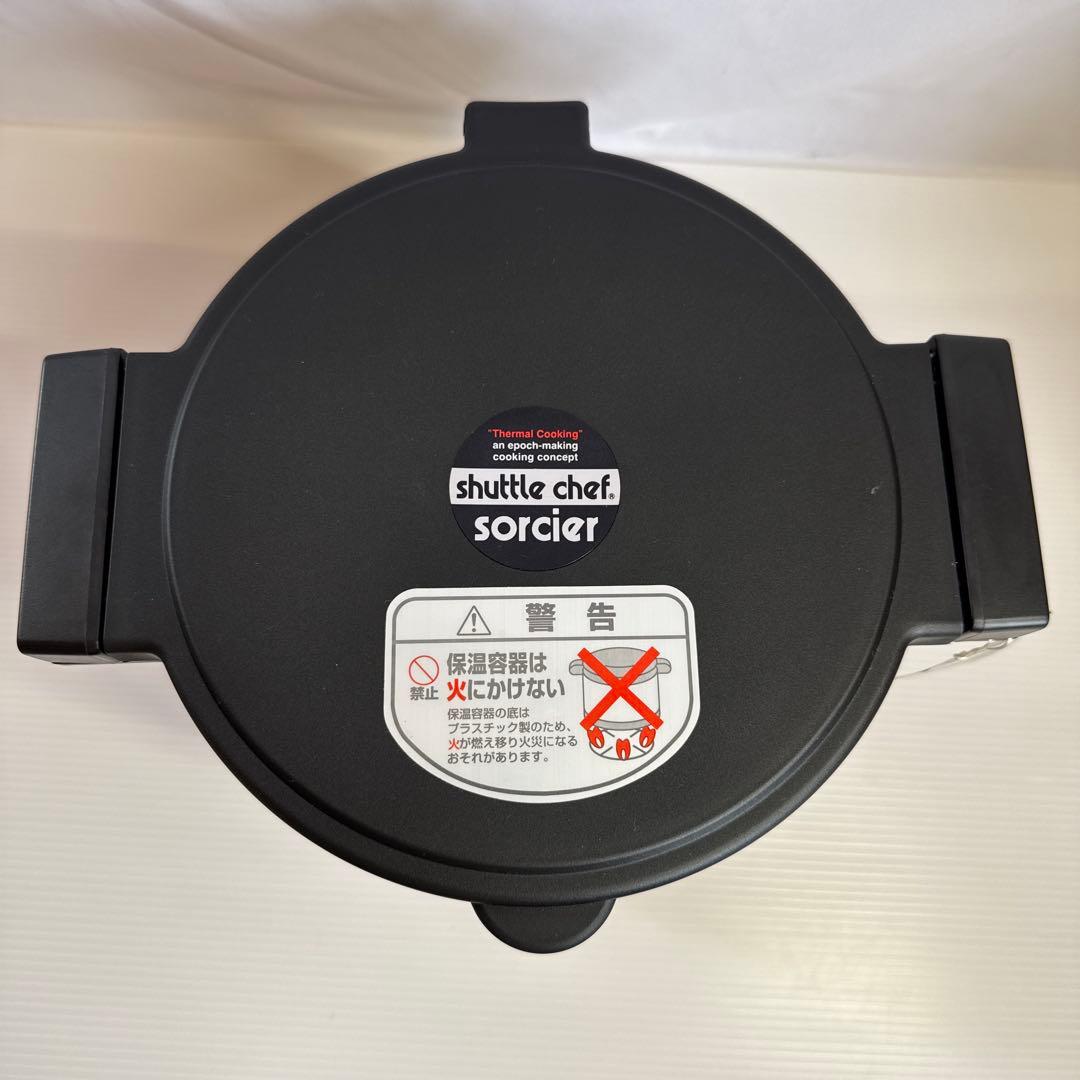 "Thermal Cooking"
an epoch-making
cooking concept
shuttle chef®
sorcier
警告
禁止
保温容器は
火にかけない
保温容器の底は
プラスチック製のため、
火が燃え移り火災になる
おそれがあります。